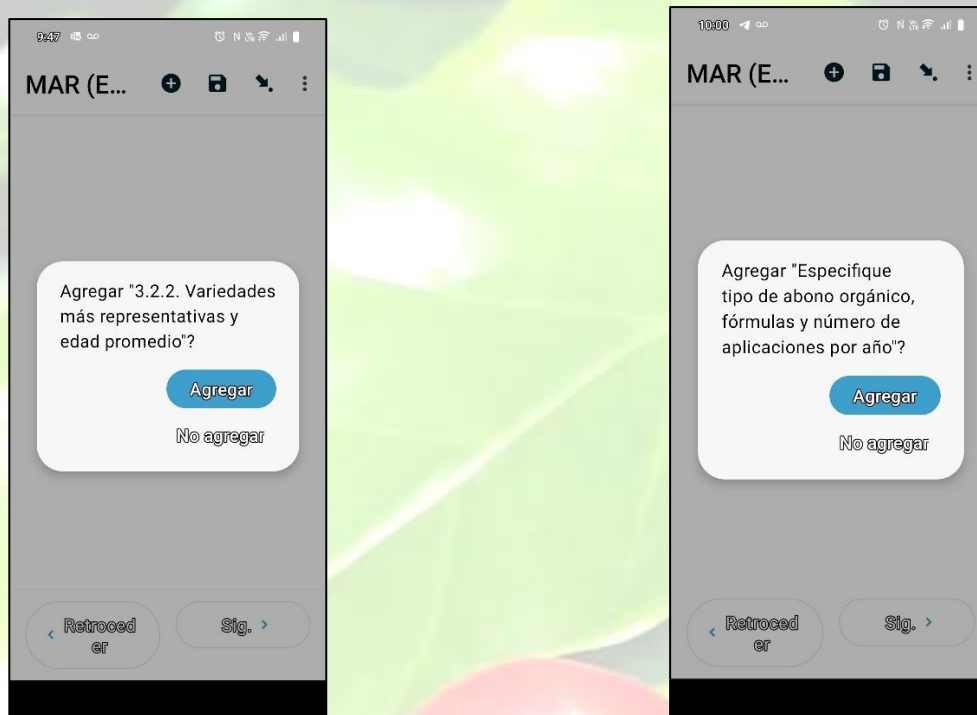 9:47
MAR (E...
Agregar "3.2.2. Variedades
más representativas y
edad promedio"?
Agregar
No agregar
Retroced
er
Sig.
10:00
MAR (E...
Agregar "Especifique
tipo de abono orgánico,
fórmulas y número de
aplicaciones por año"?
Agregar
No agregar
Retroced
er
Sig.